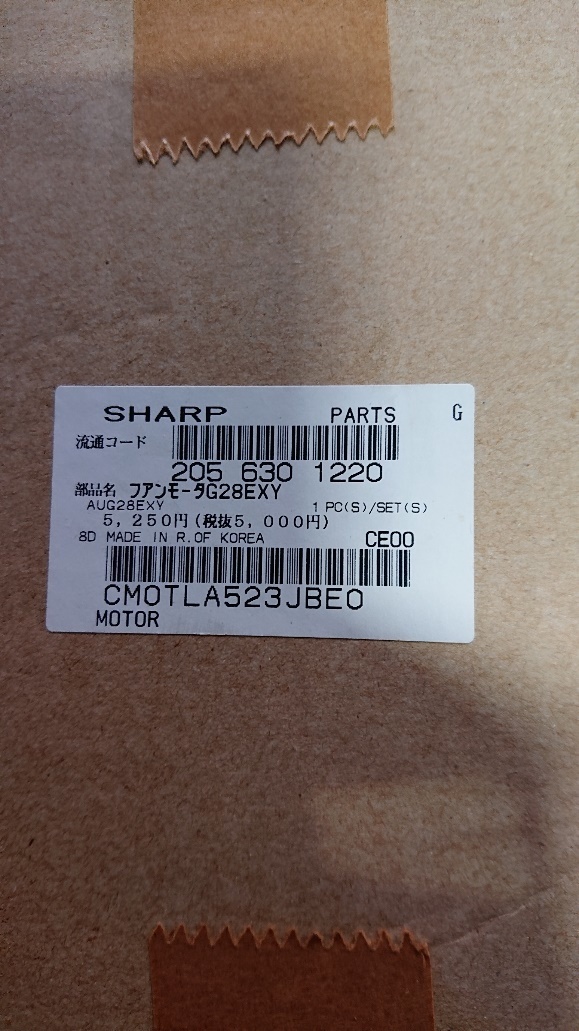 SHARP PARTS G
流通コード
205 630 1220
部品名 フアンモータG28EXY
AUG28EXY 1 PC(S)/SET(S)
5, 250円(税抜5, 000円)
8D MADE IN R.OF KOREA CE00
CMOTLA523JBE0
MOTOR